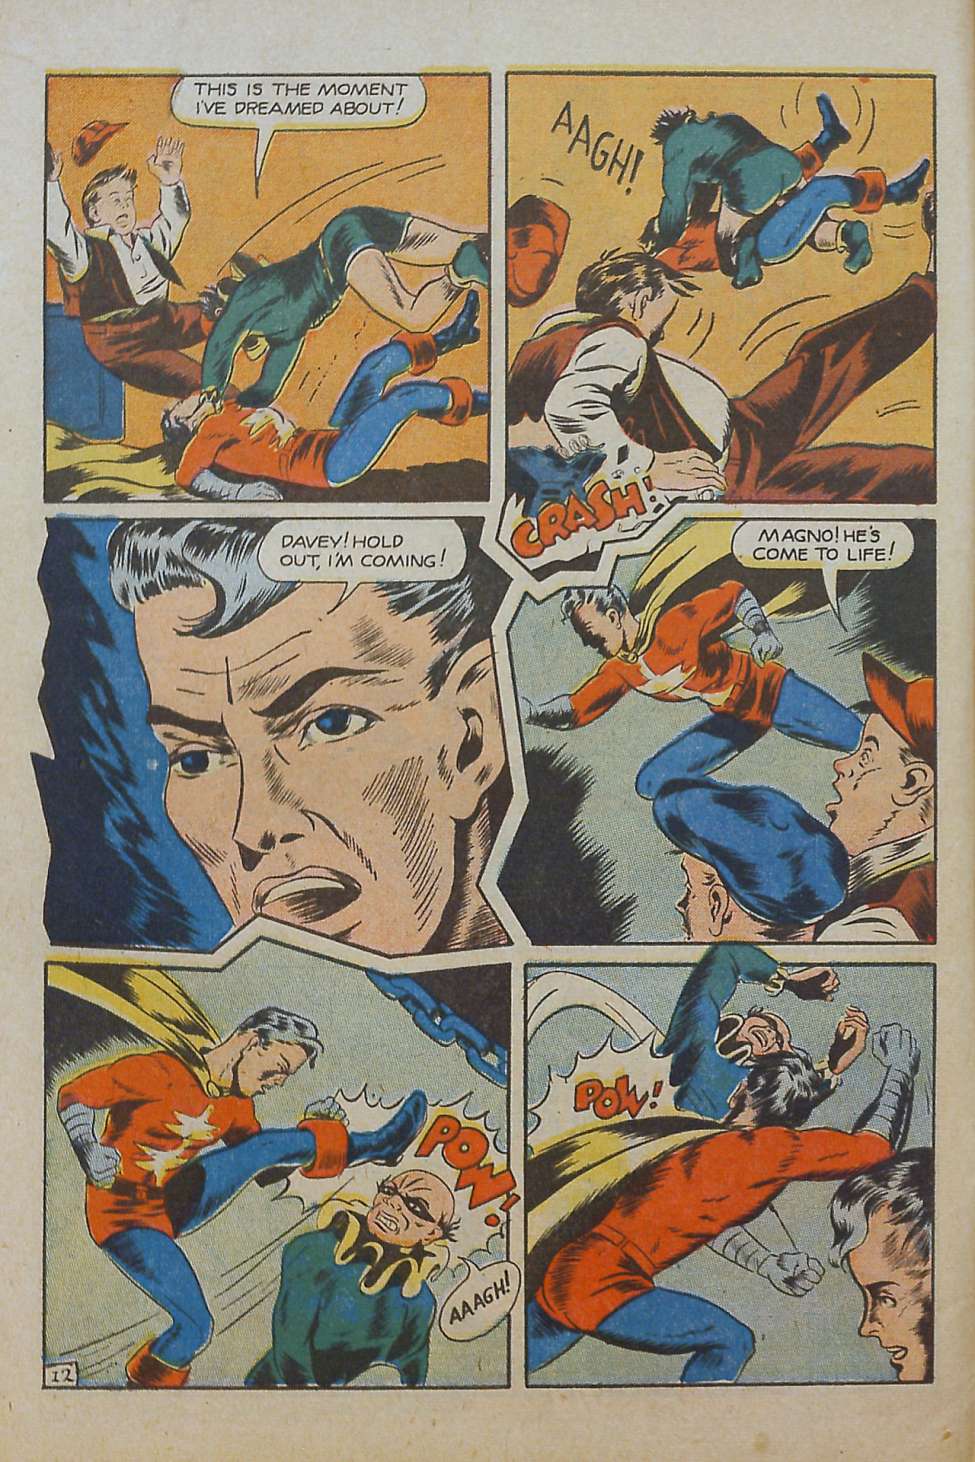 THIS IS THE MOMENT
I'VE DREAMED ABOUT!
AAGH!
CRASH!
DAVEY! HOLD
OUT, I'M COMING!
MAGNO! HE'S
COME TO LIFE!
POW!
AAAGH!
POW!
12